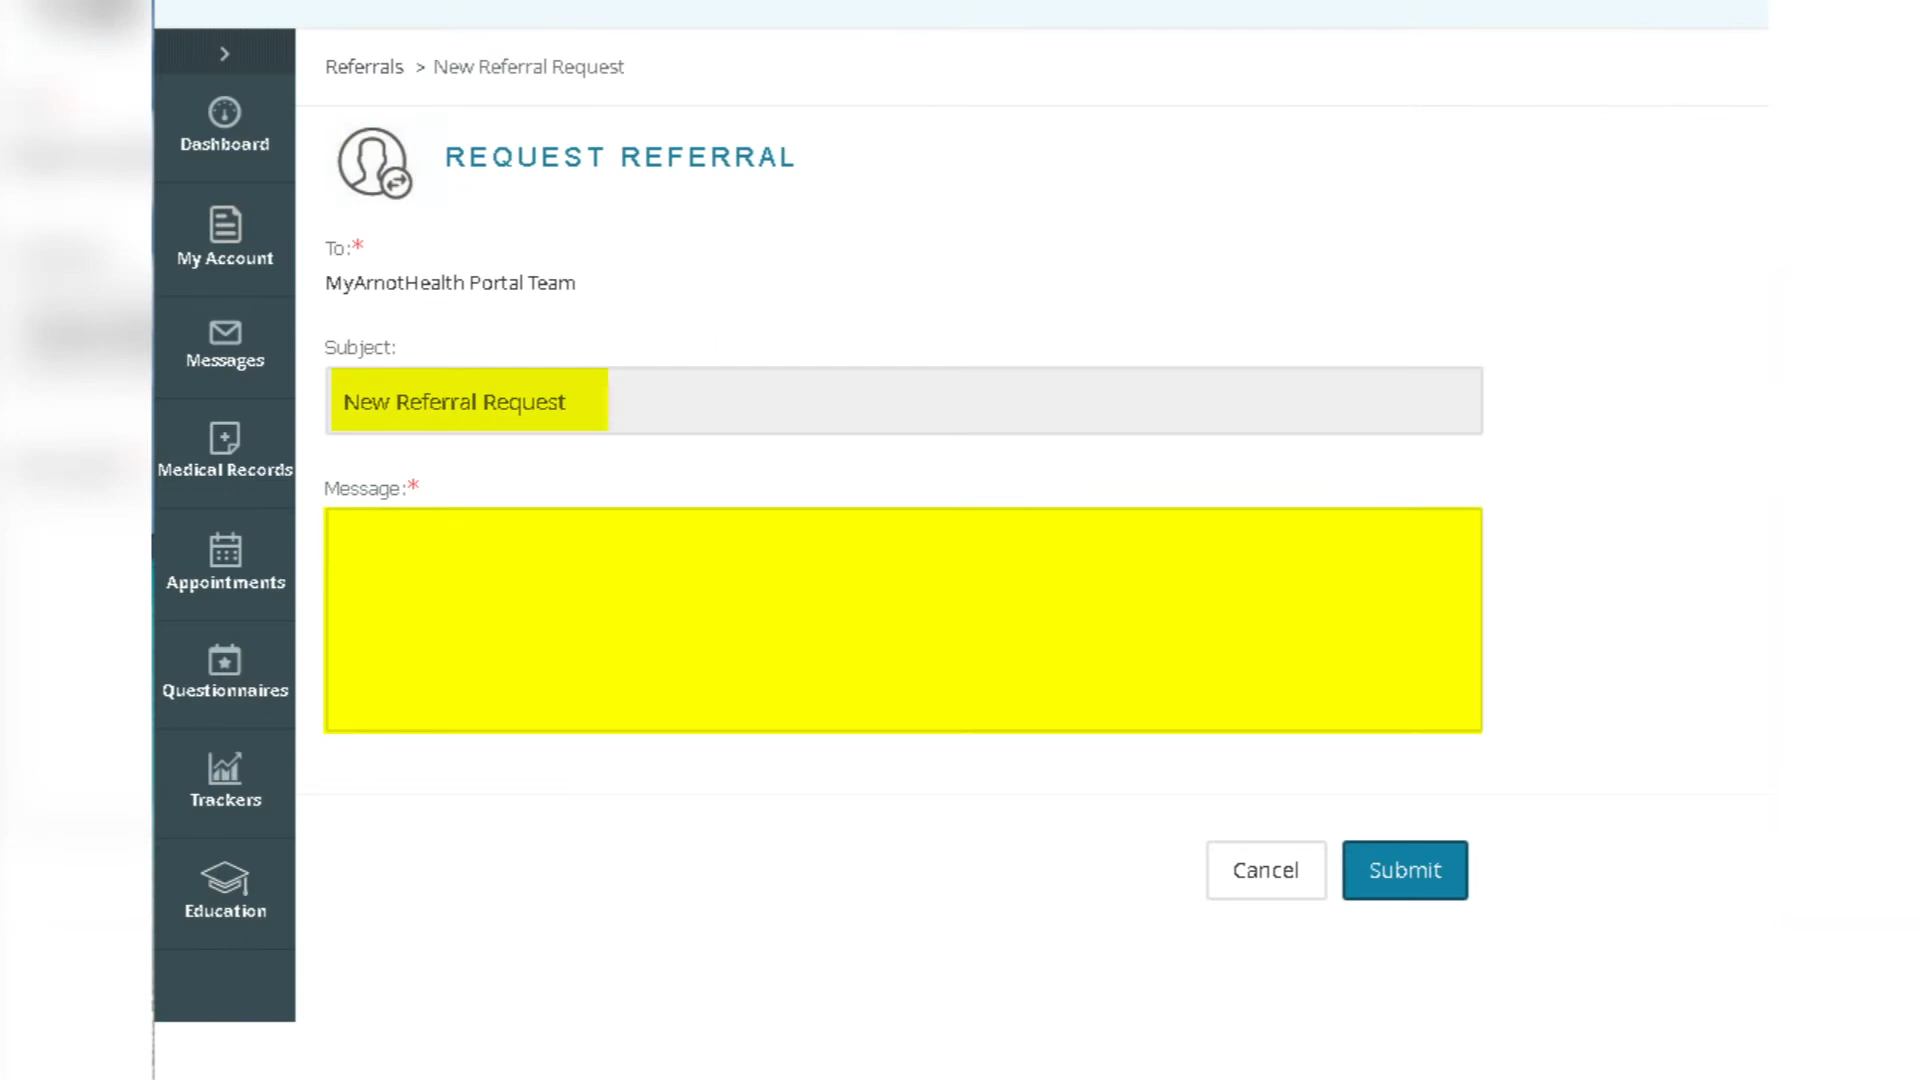 Referrals > New Referral Request
REQUEST REFERRAL
To:*
MyArnotHealth Portal Team
Subject:
New Referral Request
Message:*
Cancel
Submit
Dashboard
My Account
Messages
Medical Records
Appointments
Questionnaires
Trackers
Education